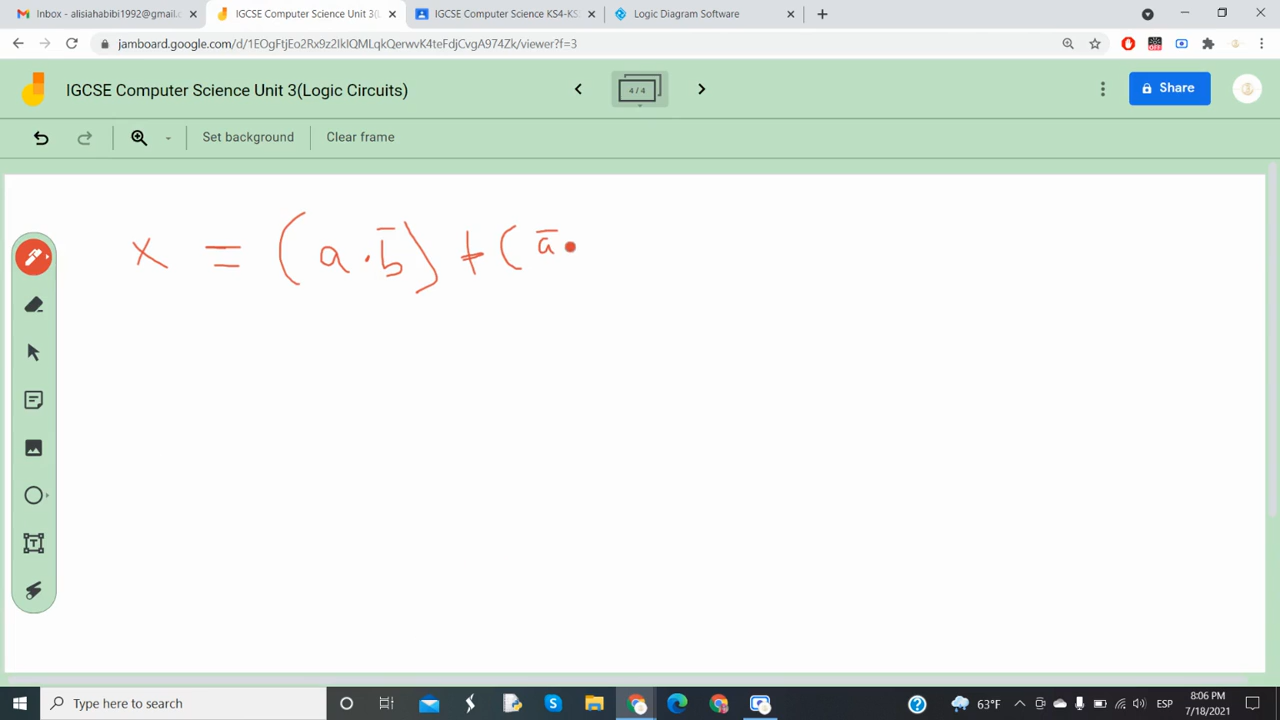 Inbox - alisiahabibi1992@gmail.c
IGCSE Computer Science Unit 3(
IGCSE Computer Science KS4-KS
Logic Diagram Software
jamboard.google.com/d/1EOgFtjEo2Rx9z2IkIQMLqkQerwvK4teFBJCvgA974Zk/viewer?f=3
OFF
IGCSE Computer Science Unit 3(Logic Circuits)
4 / 4
Share
Set background
Clear frame
x = (a · b̄) + ( ā ·
Type here to search
63°F
ESP
8:06 PM
7/18/2021